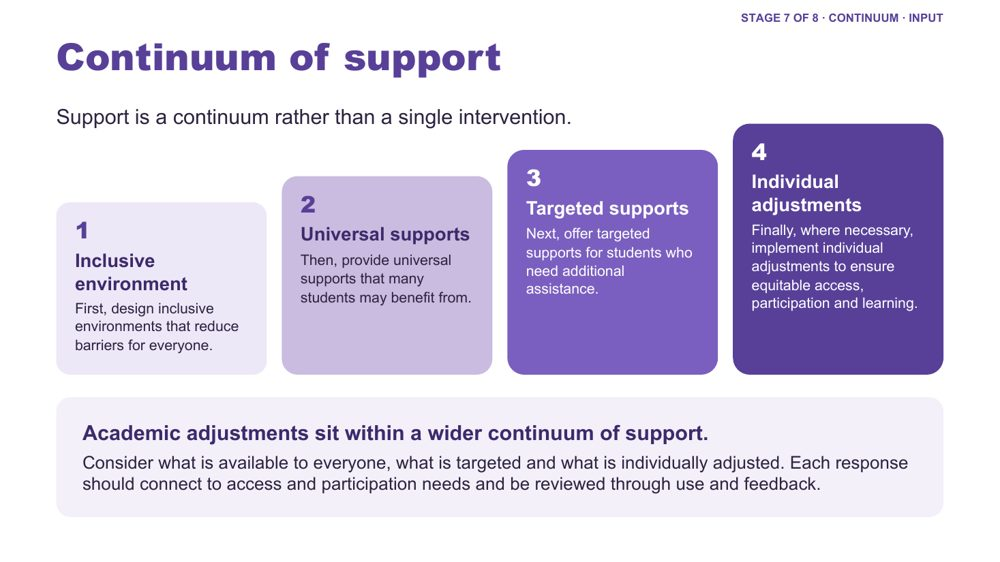 STAGE 7 OF 8 · CONTINUUM · INPUT
Continuum of support
Support is a continuum rather than a single intervention.
1
Inclusive
environment
First, design inclusive
environments that reduce
barriers for everyone.
2
Universal supports
Then, provide universal
supports that many
students may benefit from.
3
Targeted supports
Next, offer targeted
supports for students who
need additional
assistance.
4
Individual
adjustments
Finally, where necessary,
implement individual
adjustments to ensure
equitable access,
participation and learning.
Academic adjustments sit within a wider continuum of support.
Consider what is available to everyone, what is targeted and what is individually adjusted. Each response
should connect to access and participation needs and be reviewed through use and feedback.